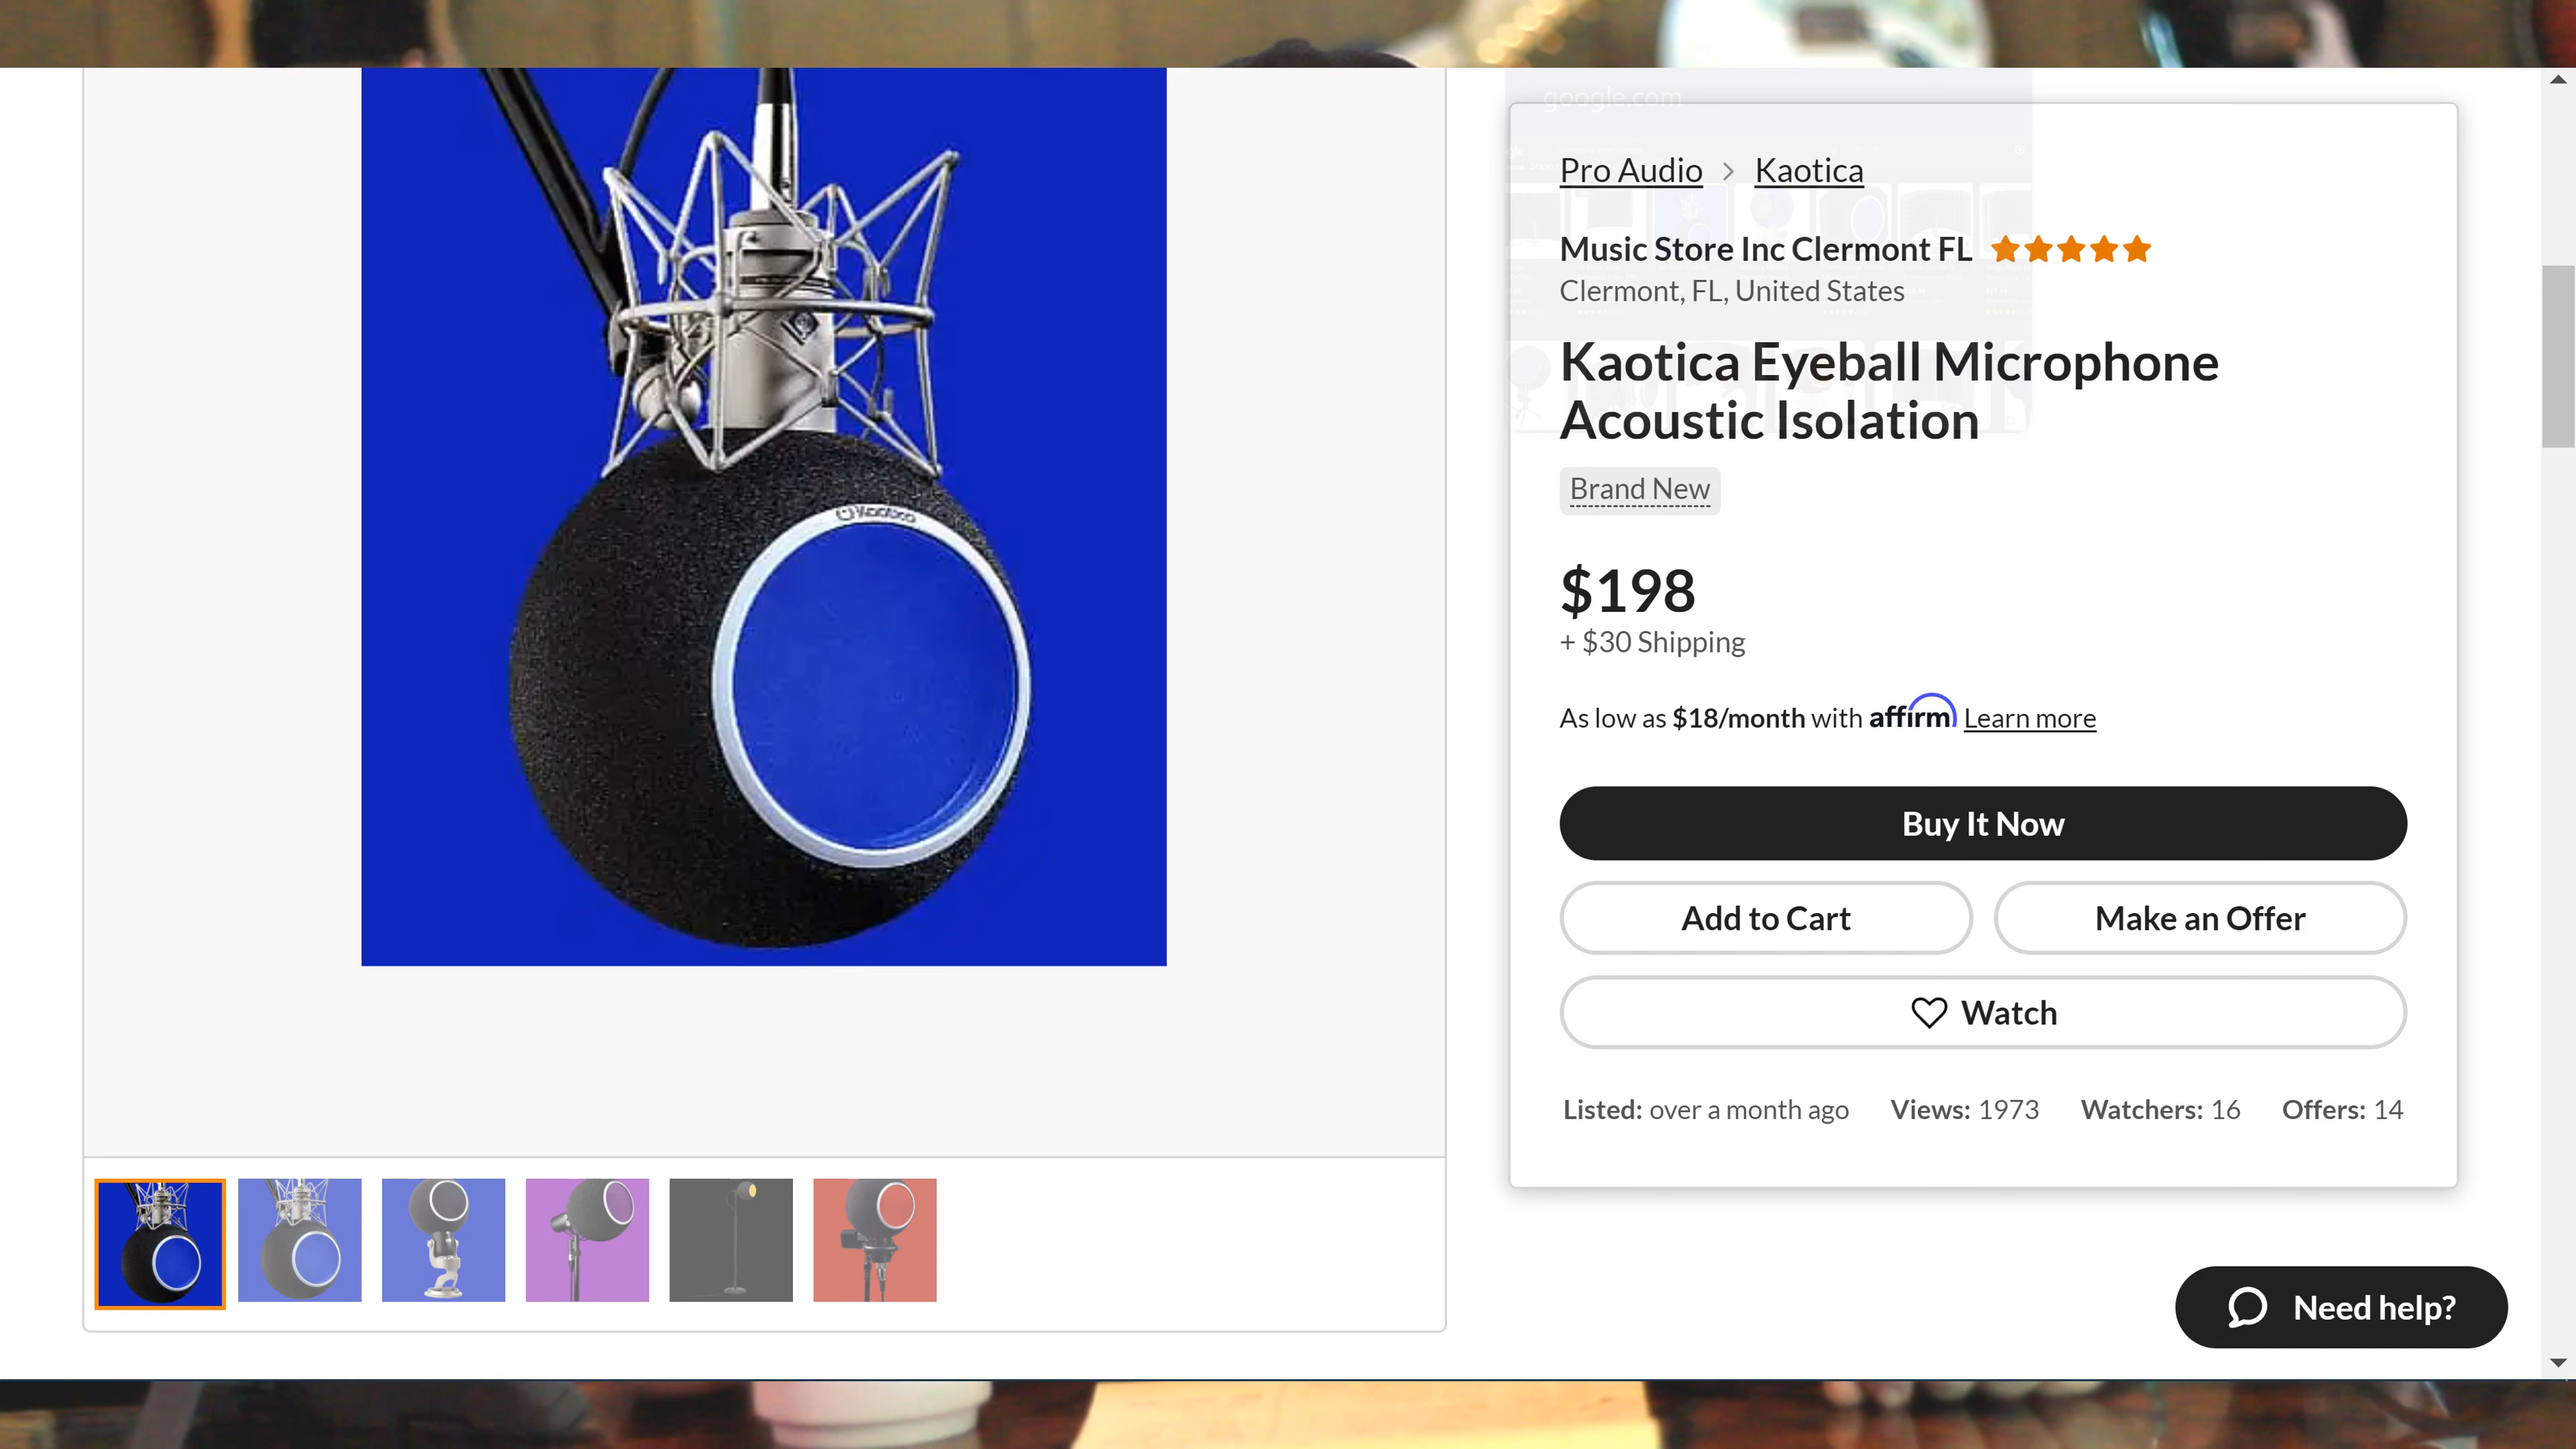 google.com
Pro Audio > Kaotica
Music Store Inc Clermont FL
Clermont, FL, United States
Kaotica Eyeball Microphone
Acoustic Isolation
Brand New
$198
+ $30 Shipping
As low as $18/month with affirm Learn more
Buy It Now
Add to Cart
Make an Offer
Watch
Listed: over a month ago Views: 1973 Watchers: 16 Offers: 14
Need help?